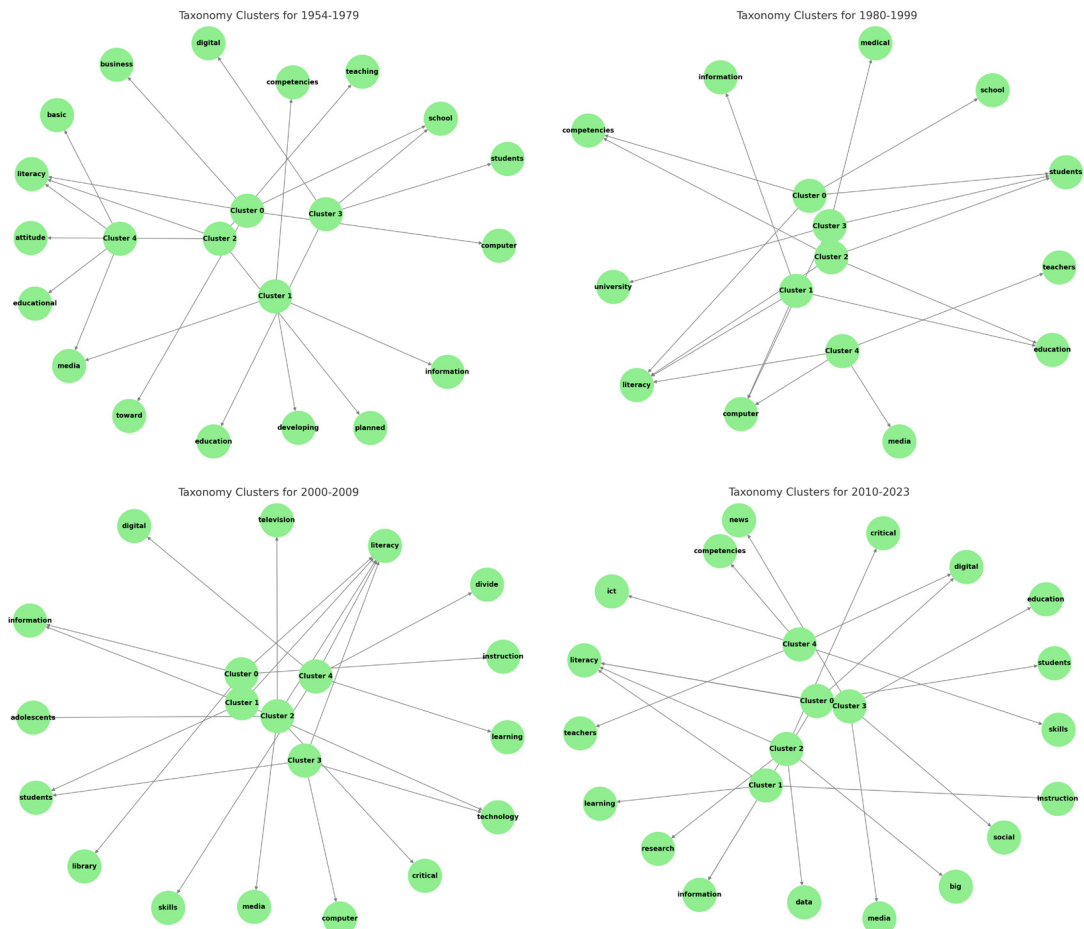 Taxonomy Clusters for 1954-1979
digital
business
teaching
competencies
basic
school
students
literacy
Cluster 0
Cluster 3
attitude
Cluster 4
Cluster 2
computer
educational
Cluster 1
media
information
toward
education
developing
planned
Taxonomy Clusters for 1980-1999
medical
information
school
competencies
students
Cluster 0
Cluster 3
Cluster 2
teachers
university
Cluster 1
Cluster 4
education
literacy
computer
media
Taxonomy Clusters for 2000-2009
digital
television
literacy
divide
information
instruction
Cluster 0
Cluster 4
Cluster 1
adolescents
Cluster 2
learning
Cluster 3
students
technology
library
critical
skills
media
computer
Taxonomy Clusters for 2010-2023
news
critical
competencies
digital
ict
education
Cluster 4
literacy
students
Cluster 0
Cluster 3
teachers
skills
Cluster 2
Cluster 1
learning
instruction
social
research
information
big
data
media